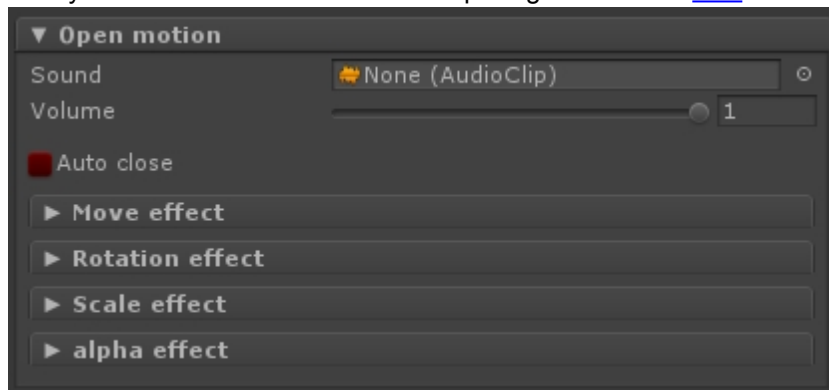 ▼ Open motion
Sound None (AudioClip)
Volume 1
Auto close
► Move effect
► Rotation effect
► Scale effect
► alpha effect